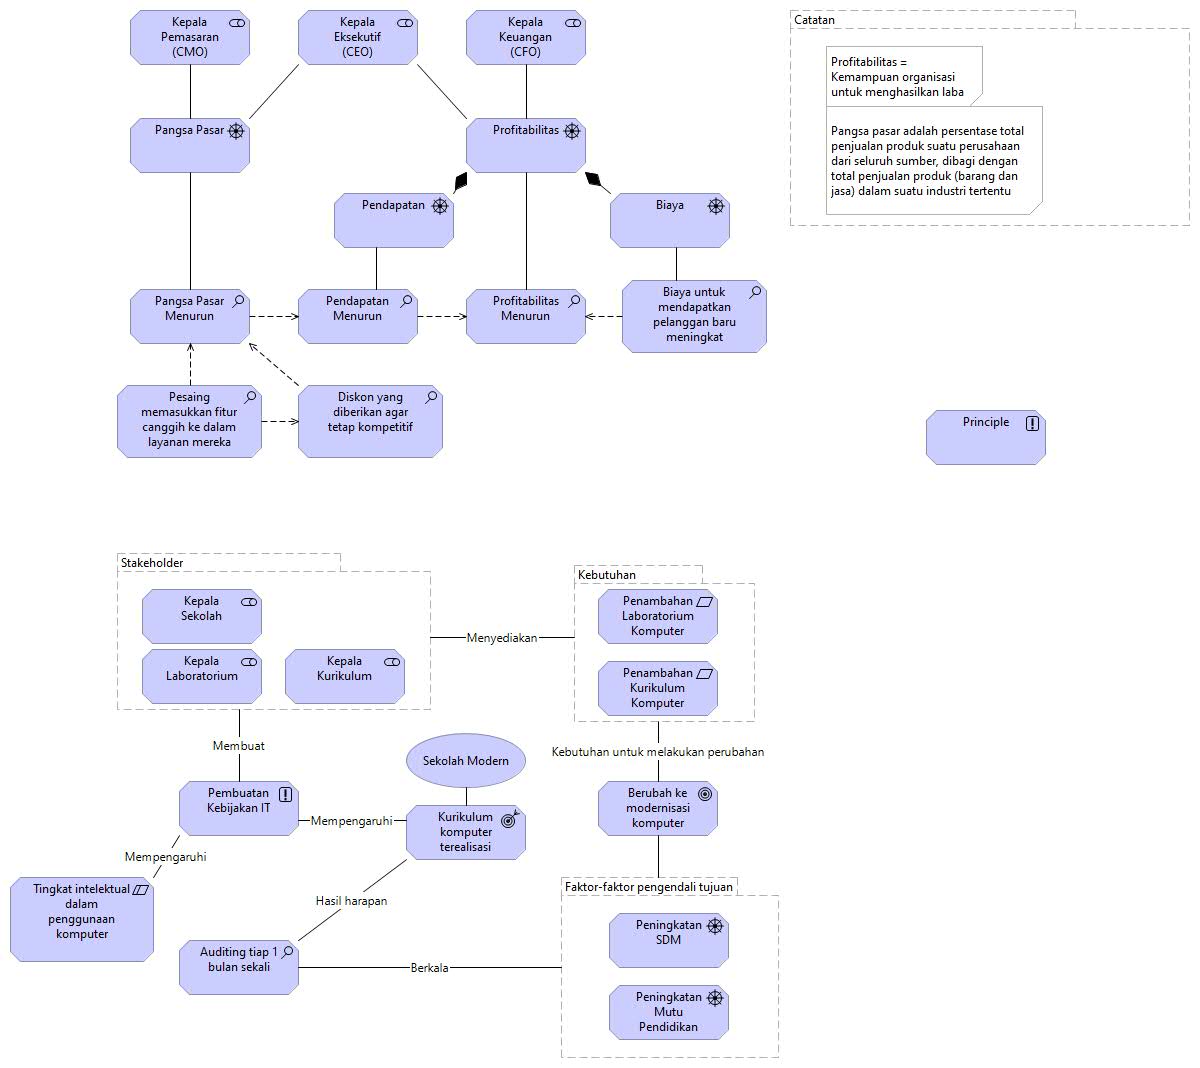 Kepala
Pemasaran
(CMO)
Kepala
Eksekutif
(CEO)
Kepala
Keuangan
(CFO)
Catatan
Profitabilitas =
Kemampuan organisasi
untuk menghasilkan laba
Pangsa pasar adalah persentase total
penjualan produk suatu perusahaan
dari seluruh sumber, dibagi dengan
total penjualan produk (barang dan
jasa) dalam suatu industri tertentu
Pangsa Pasar
Profitabilitas
Pendapatan
Biaya
Pangsa Pasar
Menurun
Pendapatan
Menurun
Profitabilitas
Menurun
Biaya untuk
mendapatkan
pelanggan baru
meningkat
Pesaing
memasukkan fitur
canggih ke dalam
layanan mereka
Diskon yang
diberikan agar
tetap kompetitif
Principle
Stakeholder
Kepala
Sekolah
Kepala
Laboratorium
Kepala
Kurikulum
Menyediakan
Kebutuhan
Penambahan
Laboratorium
Komputer
Penambahan
Kurikulum
Komputer
Membuat
Kebutuhan untuk melakukan perubahan
Sekolah Modern
Pembuatan
Kebijakan IT
Mempengaruhi
Kurikulum
komputer
terealisasi
Berubah ke
modernisasi
komputer
Mempengaruhi
Tingkat intelektual
dalam
penggunaan
komputer
Hasil harapan
Auditing tiap 1
bulan sekali
Berkala
Faktor-faktor pengendali tujuan
Peningkatan
SDM
Peningkatan
Mutu
Pendidikan